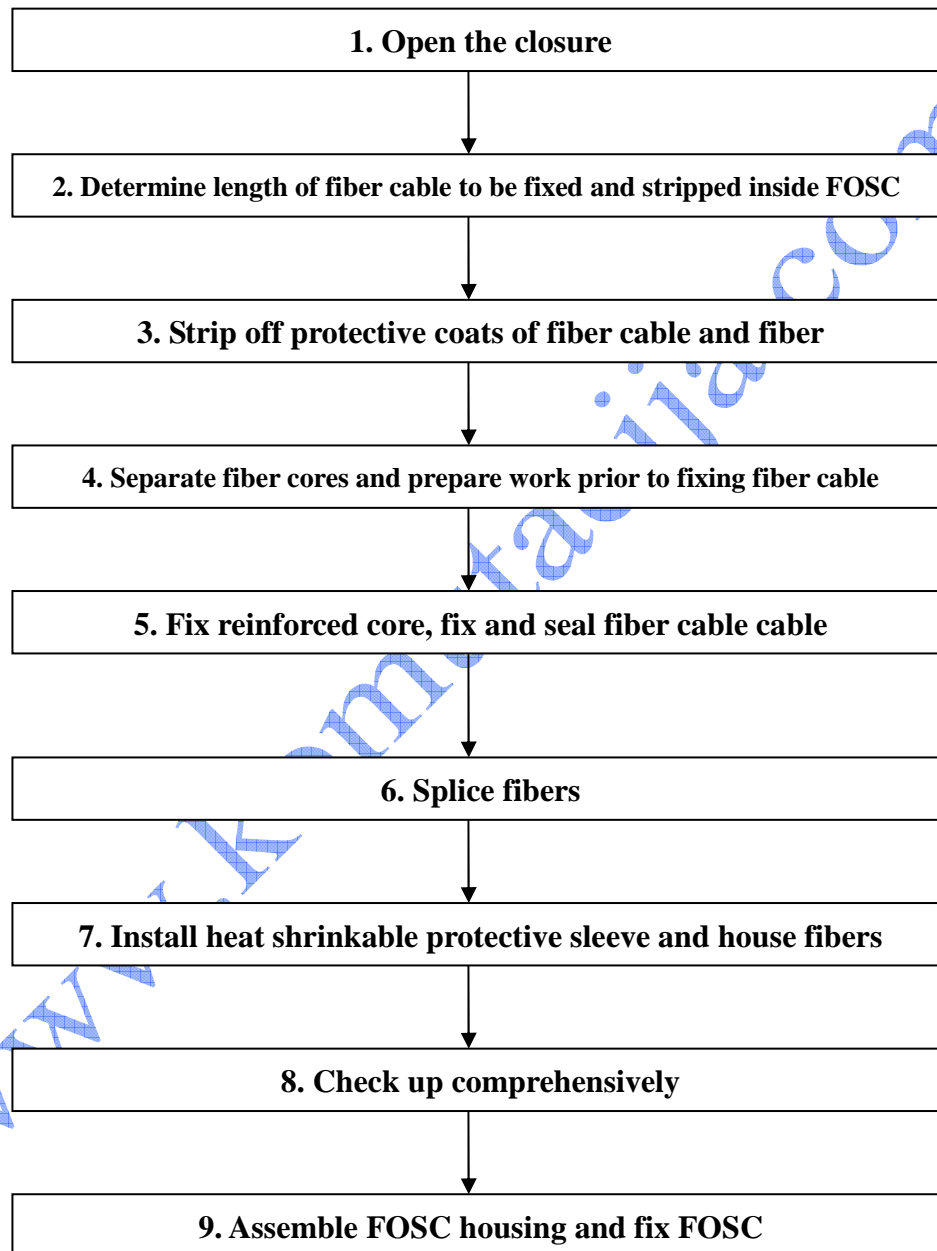 1. Open the closure
2. Determine length of fiber cable to be fixed and stripped inside FOSC
3. Strip off protective coats of fiber cable and fiber
4. Separate fiber cores and prepare work prior to fixing fiber cable
5. Fix reinforced core, fix and seal fiber cable cable
6. Splice fibers
7. Install heat shrinkable protective sleeve and house fibers
8. Check up comprehensively
9. Assemble FOSC housing and fix FOSC